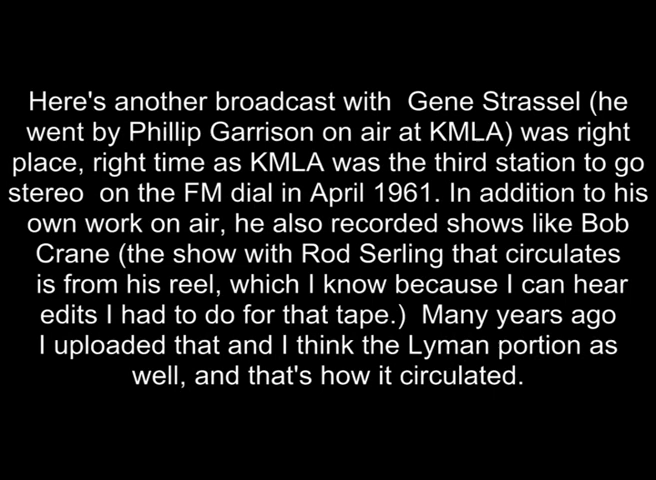 Here's another broadcast with  Gene Strassel (he
went by Phillip Garrison on air at KMLA) was right
place, right time as KMLA was the third station to go
stereo  on the FM dial in April 1961. In addition to his
own work on air, he also recorded shows like Bob
Crane (the show with Rod Serling that circulates
is from his reel, which I know because I can hear
edits I had to do for that tape.)  Many years ago
I uploaded that and I think the Lyman portion as
well, and that's how it circulated.